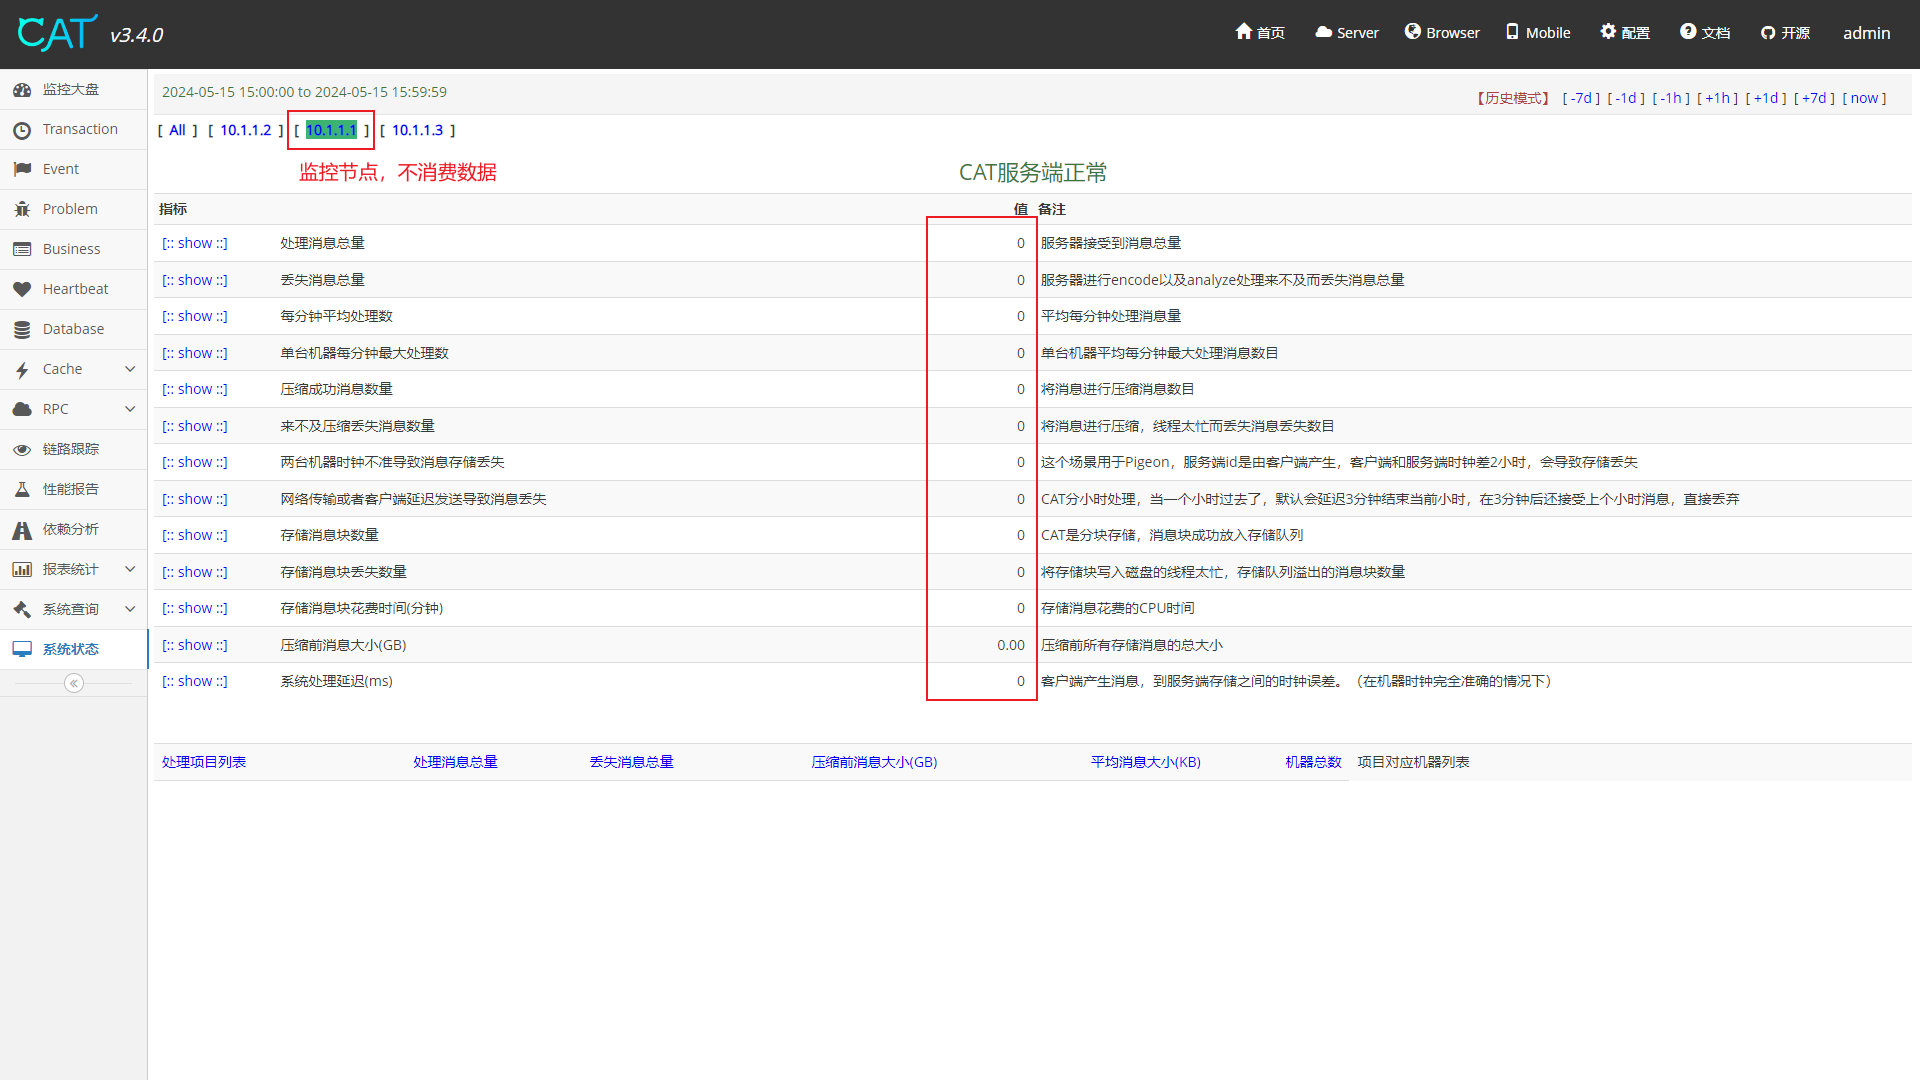 CAT v3.4.0
首页 Server Browser Mobile 配置 文档 开源 admin
监控大盘
Transaction
Event
Problem
Business
Heartbeat
Database
Cache
RPC
链路跟踪
性能报告
依赖分析
报表统计
系统查询
系统状态
2024-05-15 15:00:00 to 2024-05-15 15:59:59
【历史模式】 [ -7d ] [ -1d ] [ -1h ] [ +1h ] [ +1d ] [ +7d ] [ now ]
[ All ] [ 10.1.1.2 ] [ 10.1.1.1 ] [ 10.1.1.3 ]
监控节点，不消费数据
CAT服务端正常
指标 值 备注
[:: show ::] 处理消息总量 0 服务器接受到消息总量
[:: show ::] 丢失消息总量 0 服务器进行encode以及analyze处理来不及而丢失消息总量
[:: show ::] 每分钟平均处理数 0 平均每分钟处理消息量
[:: show ::] 单台机器每分钟最大处理数 0 单台机器平均每分钟最大处理消息数目
[:: show ::] 压缩成功消息数量 0 将消息进行压缩消息数目
[:: show ::] 来不及压缩丢失消息数量 0 将消息进行压缩，线程太忙而丢失消息丢失数目
[:: show ::] 两台机器时钟不准导致消息存储丢失 0 这个场景用于Pigeon，服务端id是由客户端产生，客户端和服务端时钟差2小时，会导致存储丢失
[:: show ::] 网络传输或者客户端延迟发送导致消息丢失 0 CAT分小时处理，当一个小时过去了，默认会延迟3分钟结束当前小时，在3分钟后还接受上个小时消息，直接丢弃
[:: show ::] 存储消息块数量 0 CAT是分块存储，消息块成功放入存储队列
[:: show ::] 存储消息块丢失数量 0 将存储块写入磁盘的线程太忙，存储队列溢出的消息块数量
[:: show ::] 存储消息块花费时间(分钟) 0 存储消息花费的CPU时间
[:: show ::] 压缩前消息大小(GB) 0.00 压缩前所有存储消息的总大小
[:: show ::] 系统处理延迟(ms) 0 客户端产生消息，到服务端存储之间的时钟误差。（在机器时钟完全准确的情况下）
处理项目列表 处理消息总量 丢失消息总量 压缩前消息大小(GB) 平均消息大小(KB) 机器总数 项目对应机器列表